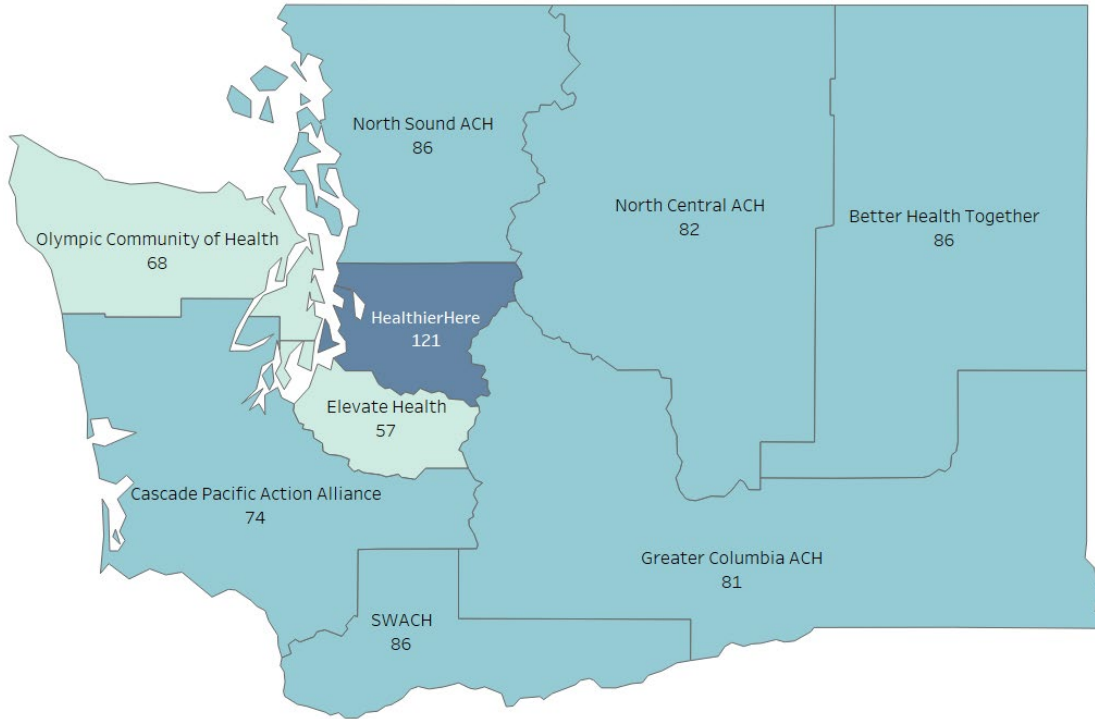 North Sound ACH
86
North Central ACH
82
Better Health Together
86
Olympic Community of Health
68
HealthierHere
121
Elevate Health
57
Cascade Pacific Action Alliance
74
Greater Columbia ACH
81
SWACH
86